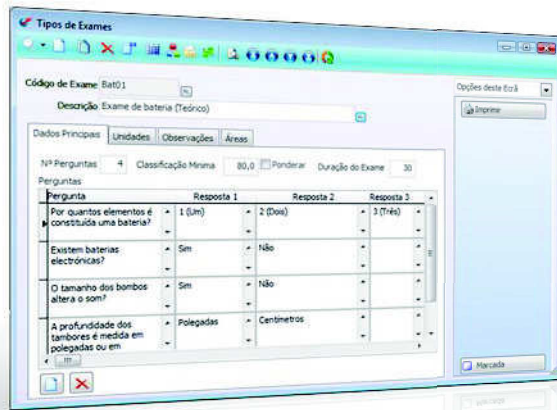 Tipos de Exames
Código de Exame Bat01
Opções deste Ecrã
Descrição Exame de bateria (Teórico)
Imprimir
Dados Principais Unidades Observações Áreas
Nº Perguntas 4 Classificação Minima 80,0 Ponderar Duração do Exame 30
Perguntas
Pergunta Resposta 1 Resposta 2 Resposta 3
Por quantos elementos é 1 (Um) 2 (Dois) 3 (Três)
constituída uma bateria?
Existem baterias Sim Não
electrónicas?
O tamanho dos bombos Sim Não
altera o som?
A profundidade dos Polegadas Centímetros
tambores é medida em
polegadas ou em
Marcada